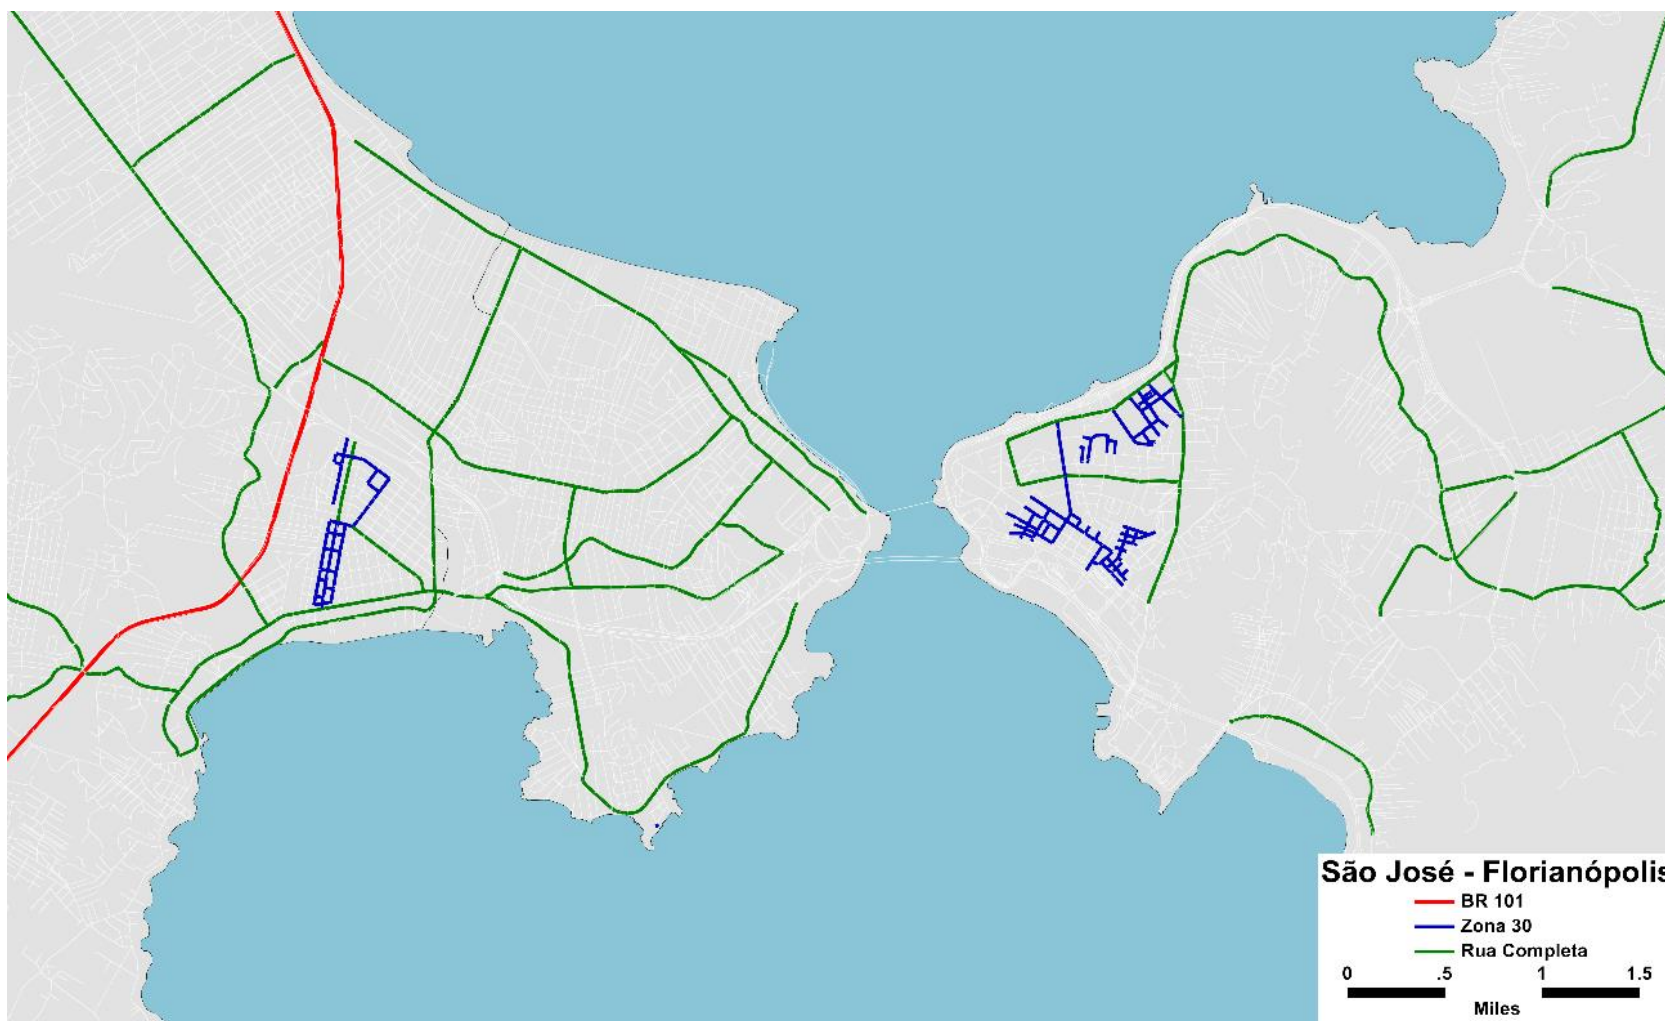 São José - Florianópolis
BR 101
Zona 30
Rua Completa
0 .5 1 1.5
Miles